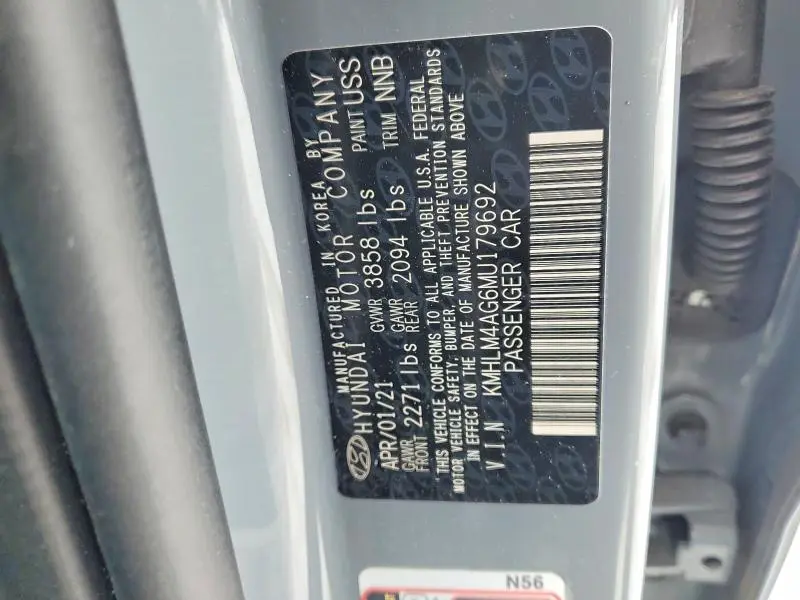 MANUFACTURED IN KOREA BY
HYUNDAI MOTOR COMPANY
APR/01/21 GVWR 3858 lbs PAINT USS
GAWR FRONT 2271 lbs GAWR REAR 2094 lbs TRIM NNB
THIS VEHICLE CONFORMS TO ALL APPLICABLE U.S.A. FEDERAL
MOTOR VEHICLE SAFETY, BUMPER, AND THEFT PREVENTION STANDARDS
IN EFFECT ON THE DATE OF MANUFACTURE SHOWN ABOVE
V.I.N KMHLM4AG6MU179692
PASSENGER CAR
N56